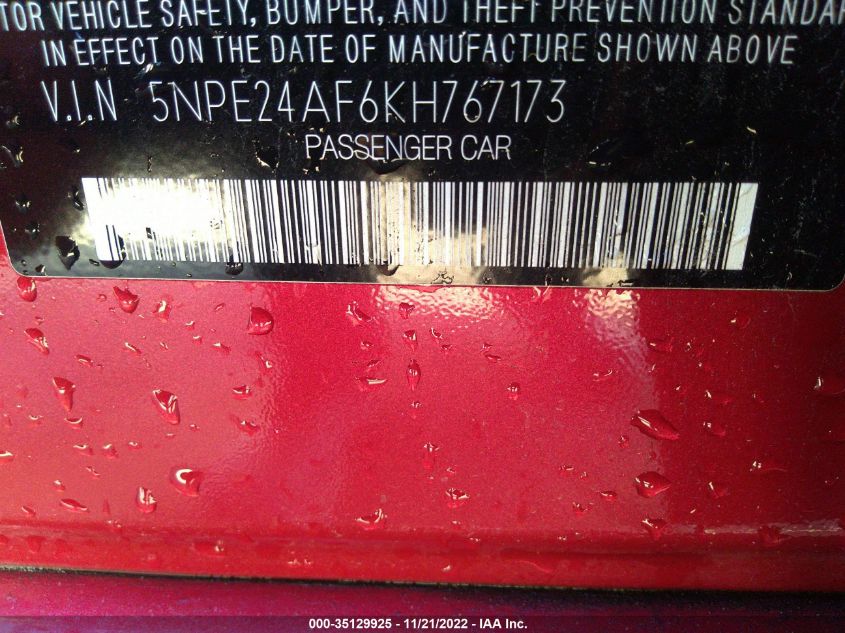 TOR VEHICLE SAFETY, BUMPER, AND THEFT PREVENTION STANDAR
IN EFFECT ON THE DATE OF MANUFACTURE SHOWN ABOVE
V.I.N 5NPE24AF6KH767173
PASSENGER CAR
000-35129925 - 11/21/2022 - IAA Inc.